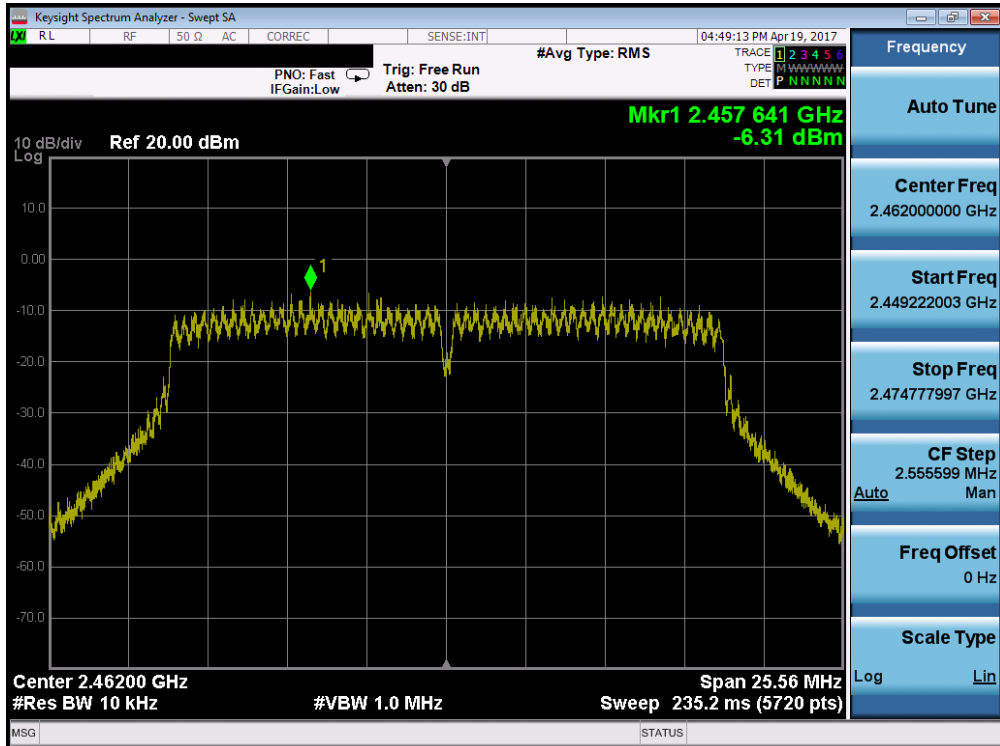 Keysight Spectrum Analyzer - Swept SA
LXI RL RF 50 Ω AC CORREC SENSE:INT 04:49:13 PM Apr 19, 2017
#Avg Type: RMS
TRACE 1 2 3 4 5 6
PNO: Fast Trig: Free Run
TYPE M W W W W W
IFGain:Low Atten: 30 dB
DET P N N N N N
Mkr1 2.457 641 GHz
-6.31 dBm
10 dB/div Ref 20.00 dBm
Log
10.0
0.00
1
-10.0
-20.0
-30.0
-40.0
-50.0
-60.0
-70.0
Center 2.46200 GHz Span 25.56 MHz
#Res BW 10 kHz #VBW 1.0 MHz Sweep 235.2 ms (5720 pts)
MSG STATUS
Frequency
Auto Tune
Center Freq
2.462000000 GHz
Start Freq
2.449222003 GHz
Stop Freq
2.474777997 GHz
CF Step
2.555599 MHz
Auto Man
Freq Offset
0 Hz
Scale Type
Log Lin